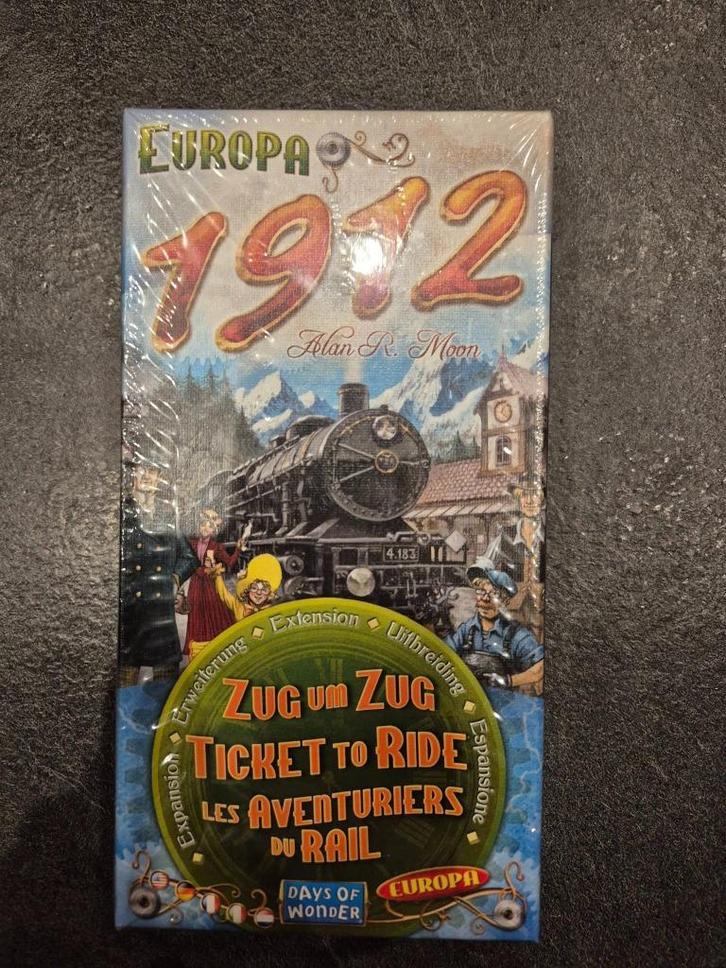 EUROPA
1912
Alan R. Moon
4.183
Expansion ◆ Erweiterung ◆ Extension ◆ Uitbreiding ◆ Espansione
ZUG UM ZUG
TICKET TO RIDE
LES AVENTURIERS
DU RAIL
DAYS OF
WONDER
EUROPA